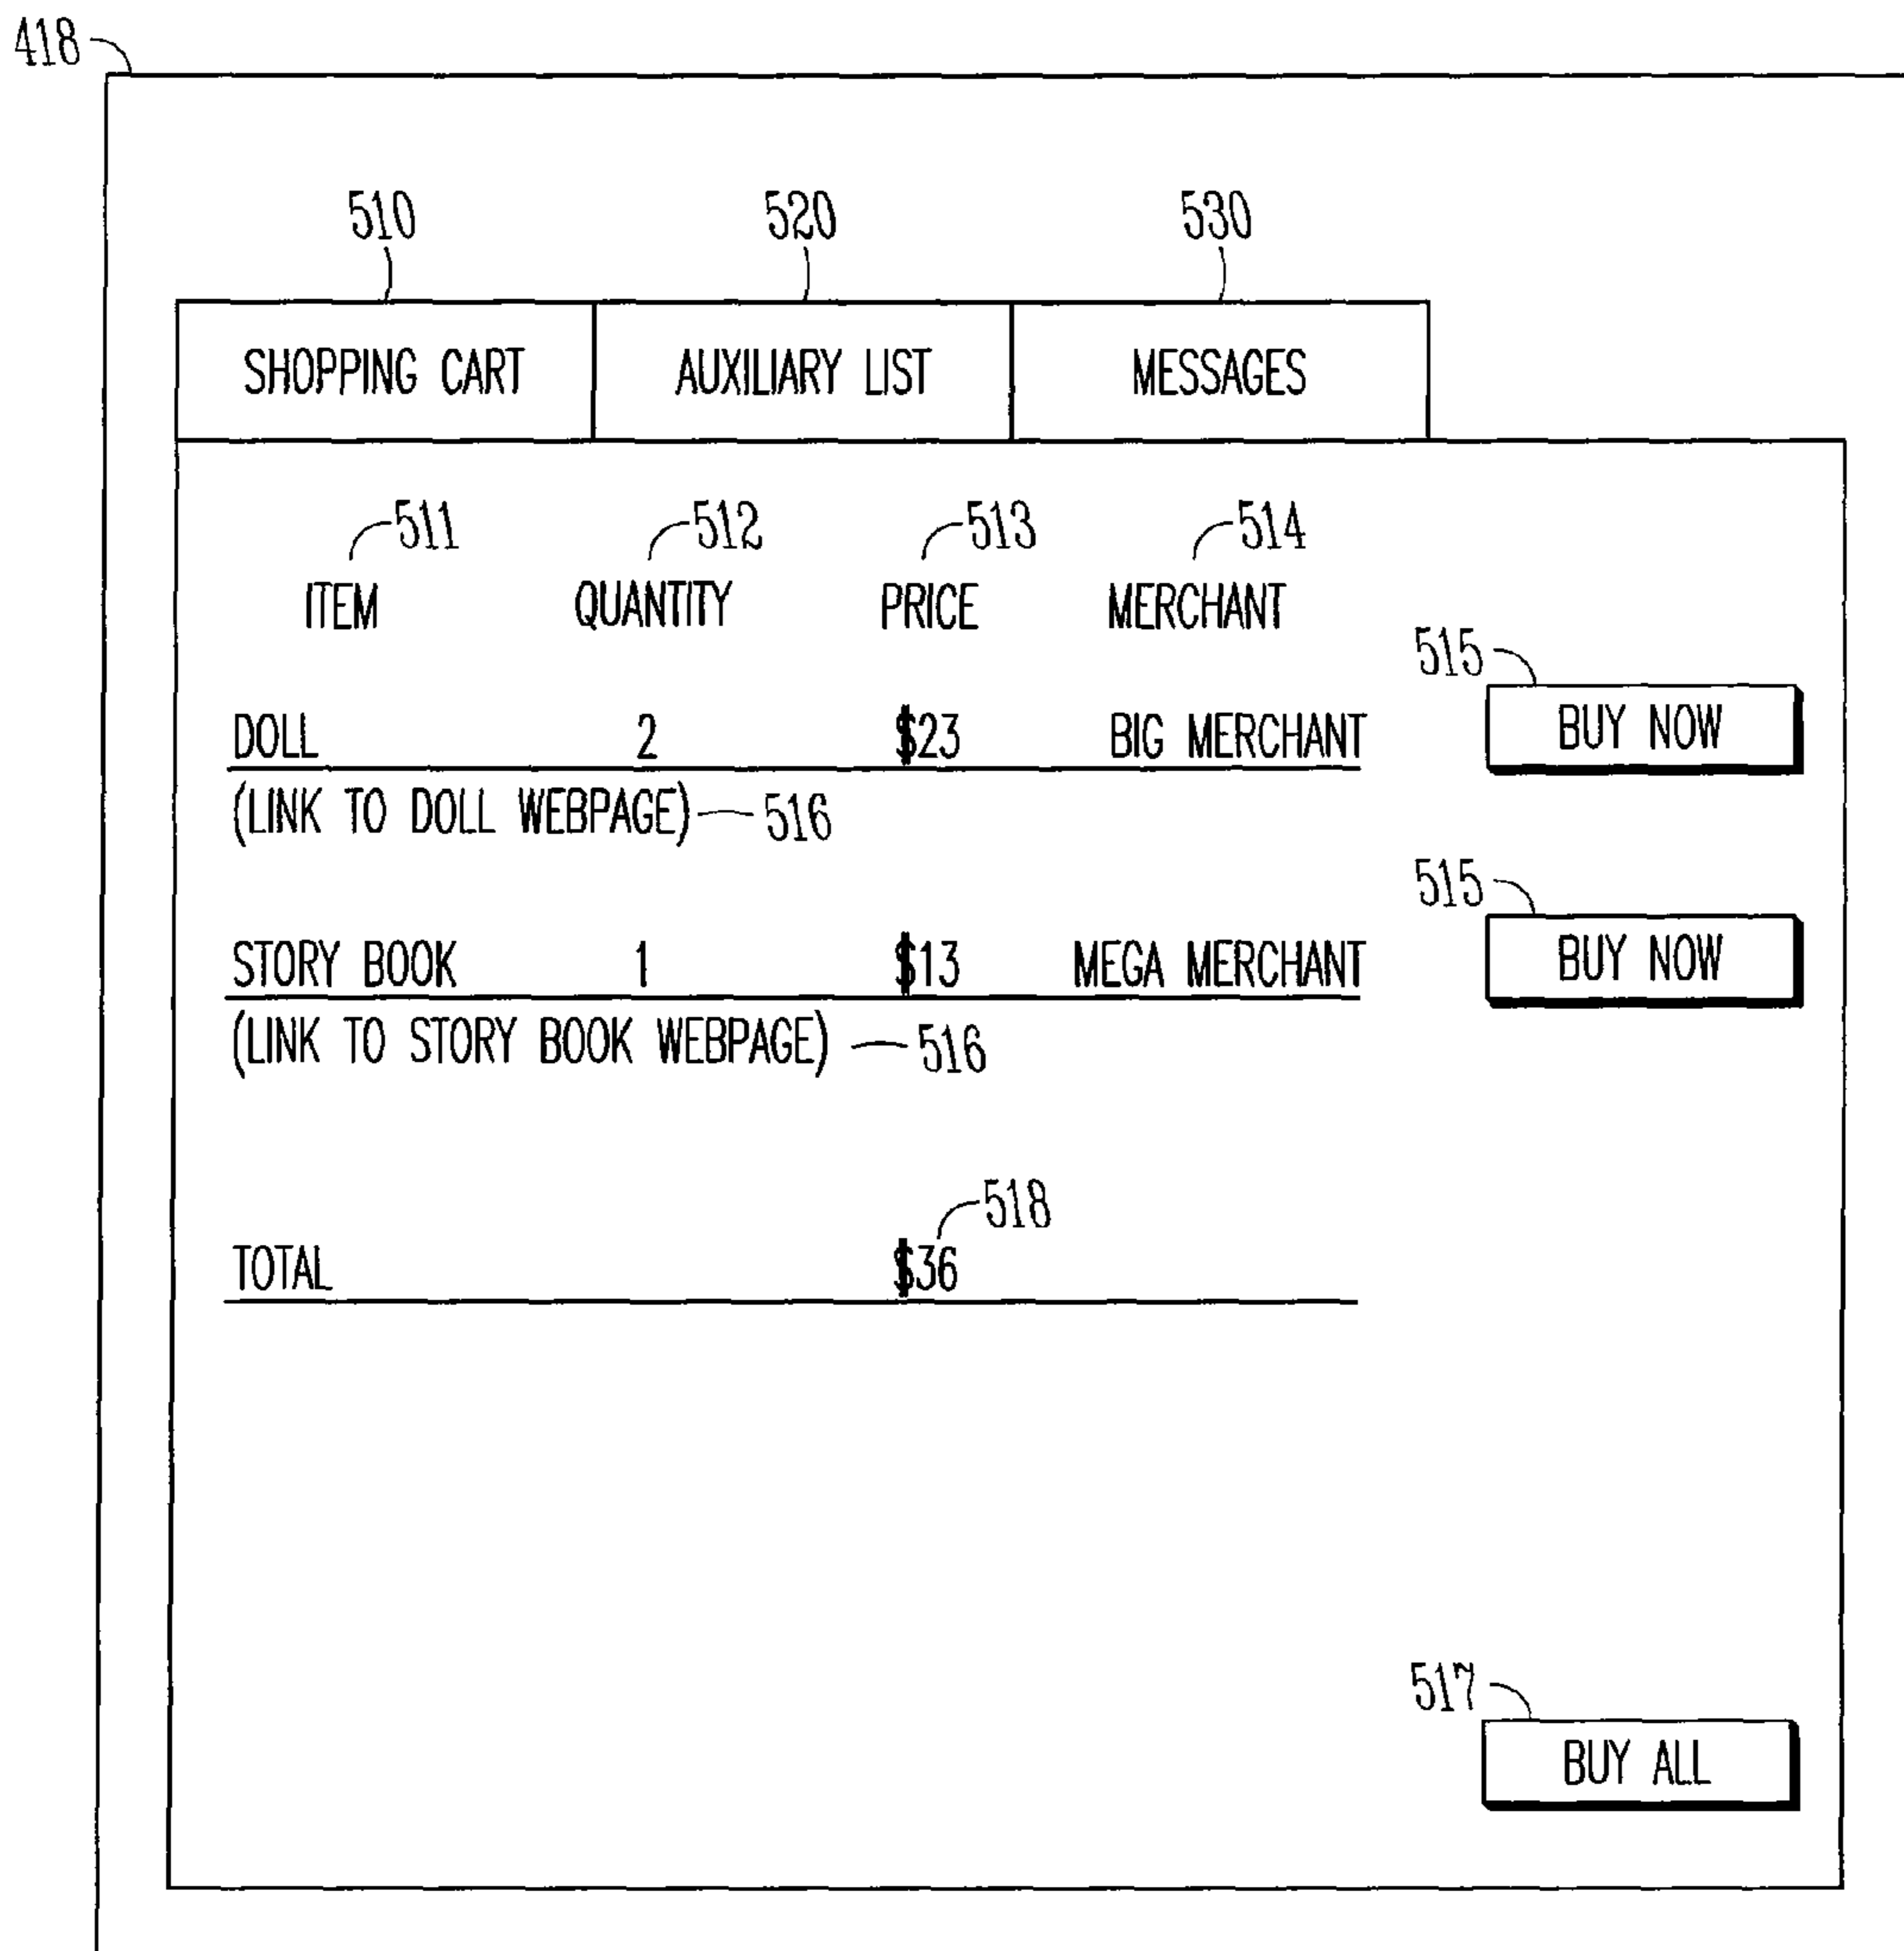 418
510 520 530
SHOPPING CART AUXILIARY LIST MESSAGES
511 512 513 514
ITEM QUANTITY PRICE MERCHANT
515
DOLL 2 $23 BIG MERCHANT BUY NOW
(LINK TO DOLL WEBPAGE) 516
515
STORY BOOK 1 $13 MEGA MERCHANT BUY NOW
(LINK TO STORY BOOK WEBPAGE) 516
518
TOTAL $36
517
BUY ALL